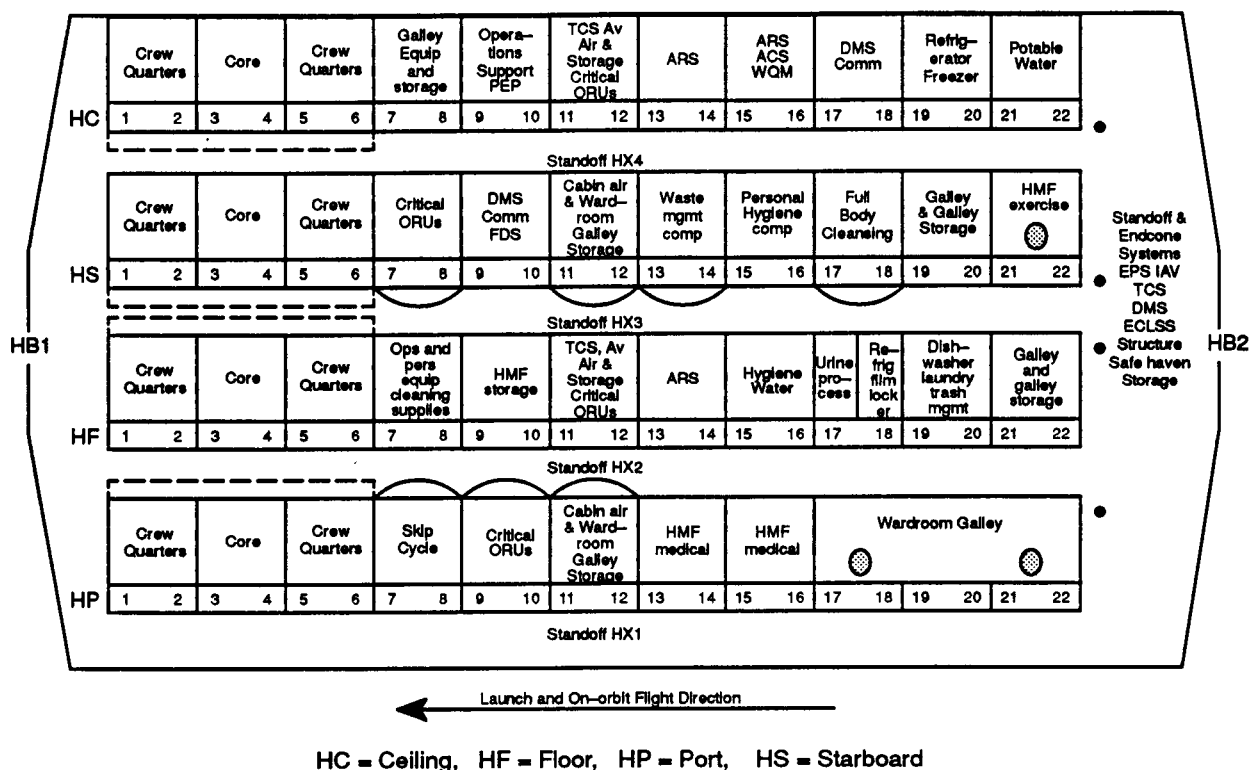 Crew Quarters
Core
Crew Quarters
Galley Equip and storage
Opera– tions Support PEP
TCS Av Air & Storage Critical ORUs
ARS
ARS ACS WQM
DMS Comm
Refrig– erator Freezer
Potable Water
HC 1 2 3 4 5 6 7 8 9 10 11 12 13 14 15 16 17 18 19 20 21 22
Standoff HX4
Crew Quarters
Core
Crew Quarters
Critical ORUs
DMS Comm FDS
Cabin air & Ward– room Galley Storage
Waste mgmt comp
Personal Hygiene comp
Full Body Cleansing
Galley & Galley Storage
HMF exercise
HS 1 2 3 4 5 6 7 8 9 10 11 12 13 14 15 16 17 18 19 20 21 22
Standoff HX3
HB1
Crew Quarters
Core
Crew Quarters
Ops and pers equip cleaning supplies
HMF storage
TCS, Av Air & Storage Critical ORUs
ARS
Hygiene Water
Urine pro– cess
Re– frig film lock er
Dish– washer laundry trash mgmt
Galley and galley storage
HF 1 2 3 4 5 6 7 8 9 10 11 12 13 14 15 16 17 18 19 20 21 22
Standoff HX2
Crew Quarters
Core
Crew Quarters
Skip Cycle
Critical ORUs
Cabin air & Ward– room Galley Storage
HMF medical
HMF medical
Wardroom Galley
HP 1 2 3 4 5 6 7 8 9 10 11 12 13 14 15 16 17 18 19 20 21 22
Standoff HX1
Standoff &
Endcone
Systems
EPS IAV
TCS
DMS
ECLSS
Structure
Safe haven
Storage
HB2
Launch and On–orbit Flight Direction
HC = Ceiling, HF = Floor, HP = Port, HS = Starboard